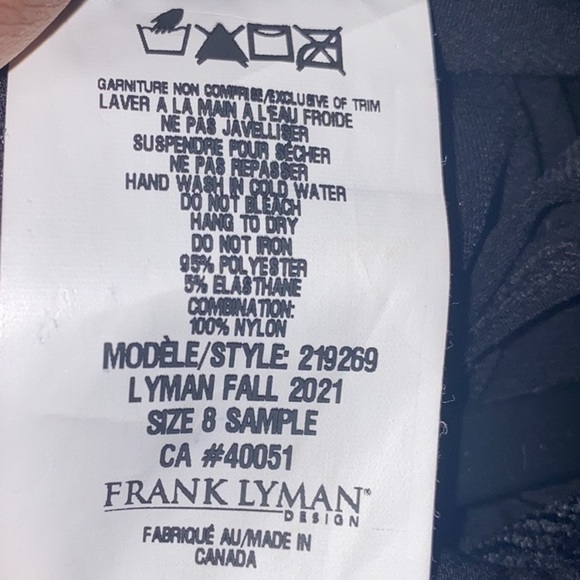 GARNITURE NON COMPRISE/EXCLUSIVE OF TRIM
LAVER A LA MAIN A L'EAU FROIDE
NE PAS JAVELLISER
SUSPENDRE POUR SÉCHER
NE PAS REPASSER
HAND WASH IN COLD WATER
DO NOT BLEACH
HANG TO DRY
DO NOT IRON
95% POLYESTER
5% ELASTHANE
COMBINATION:
100% NYLON
MODÈLE/STYLE: 219269
LYMAN FALL 2021
SIZE 8 SAMPLE
CA #40051
FRANK LYMAN
DESIGN
FABRIQUÉ AU/MADE IN
CANADA